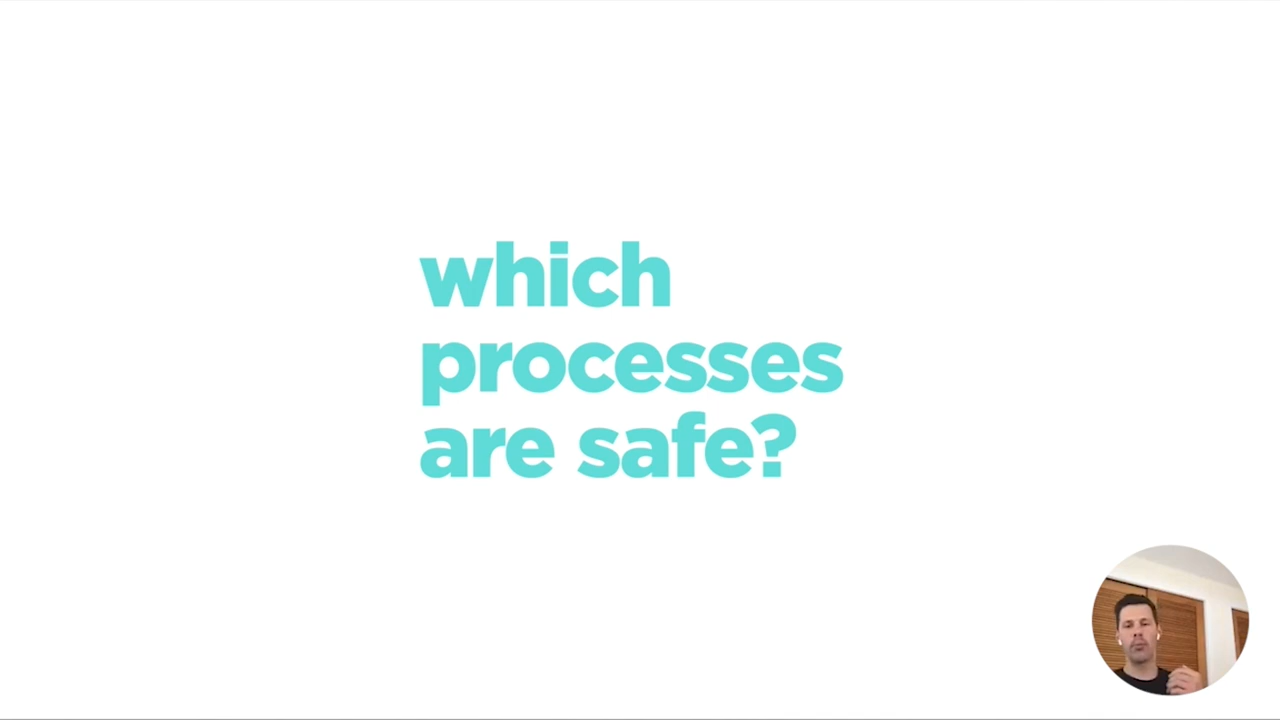 which
processes
are safe?